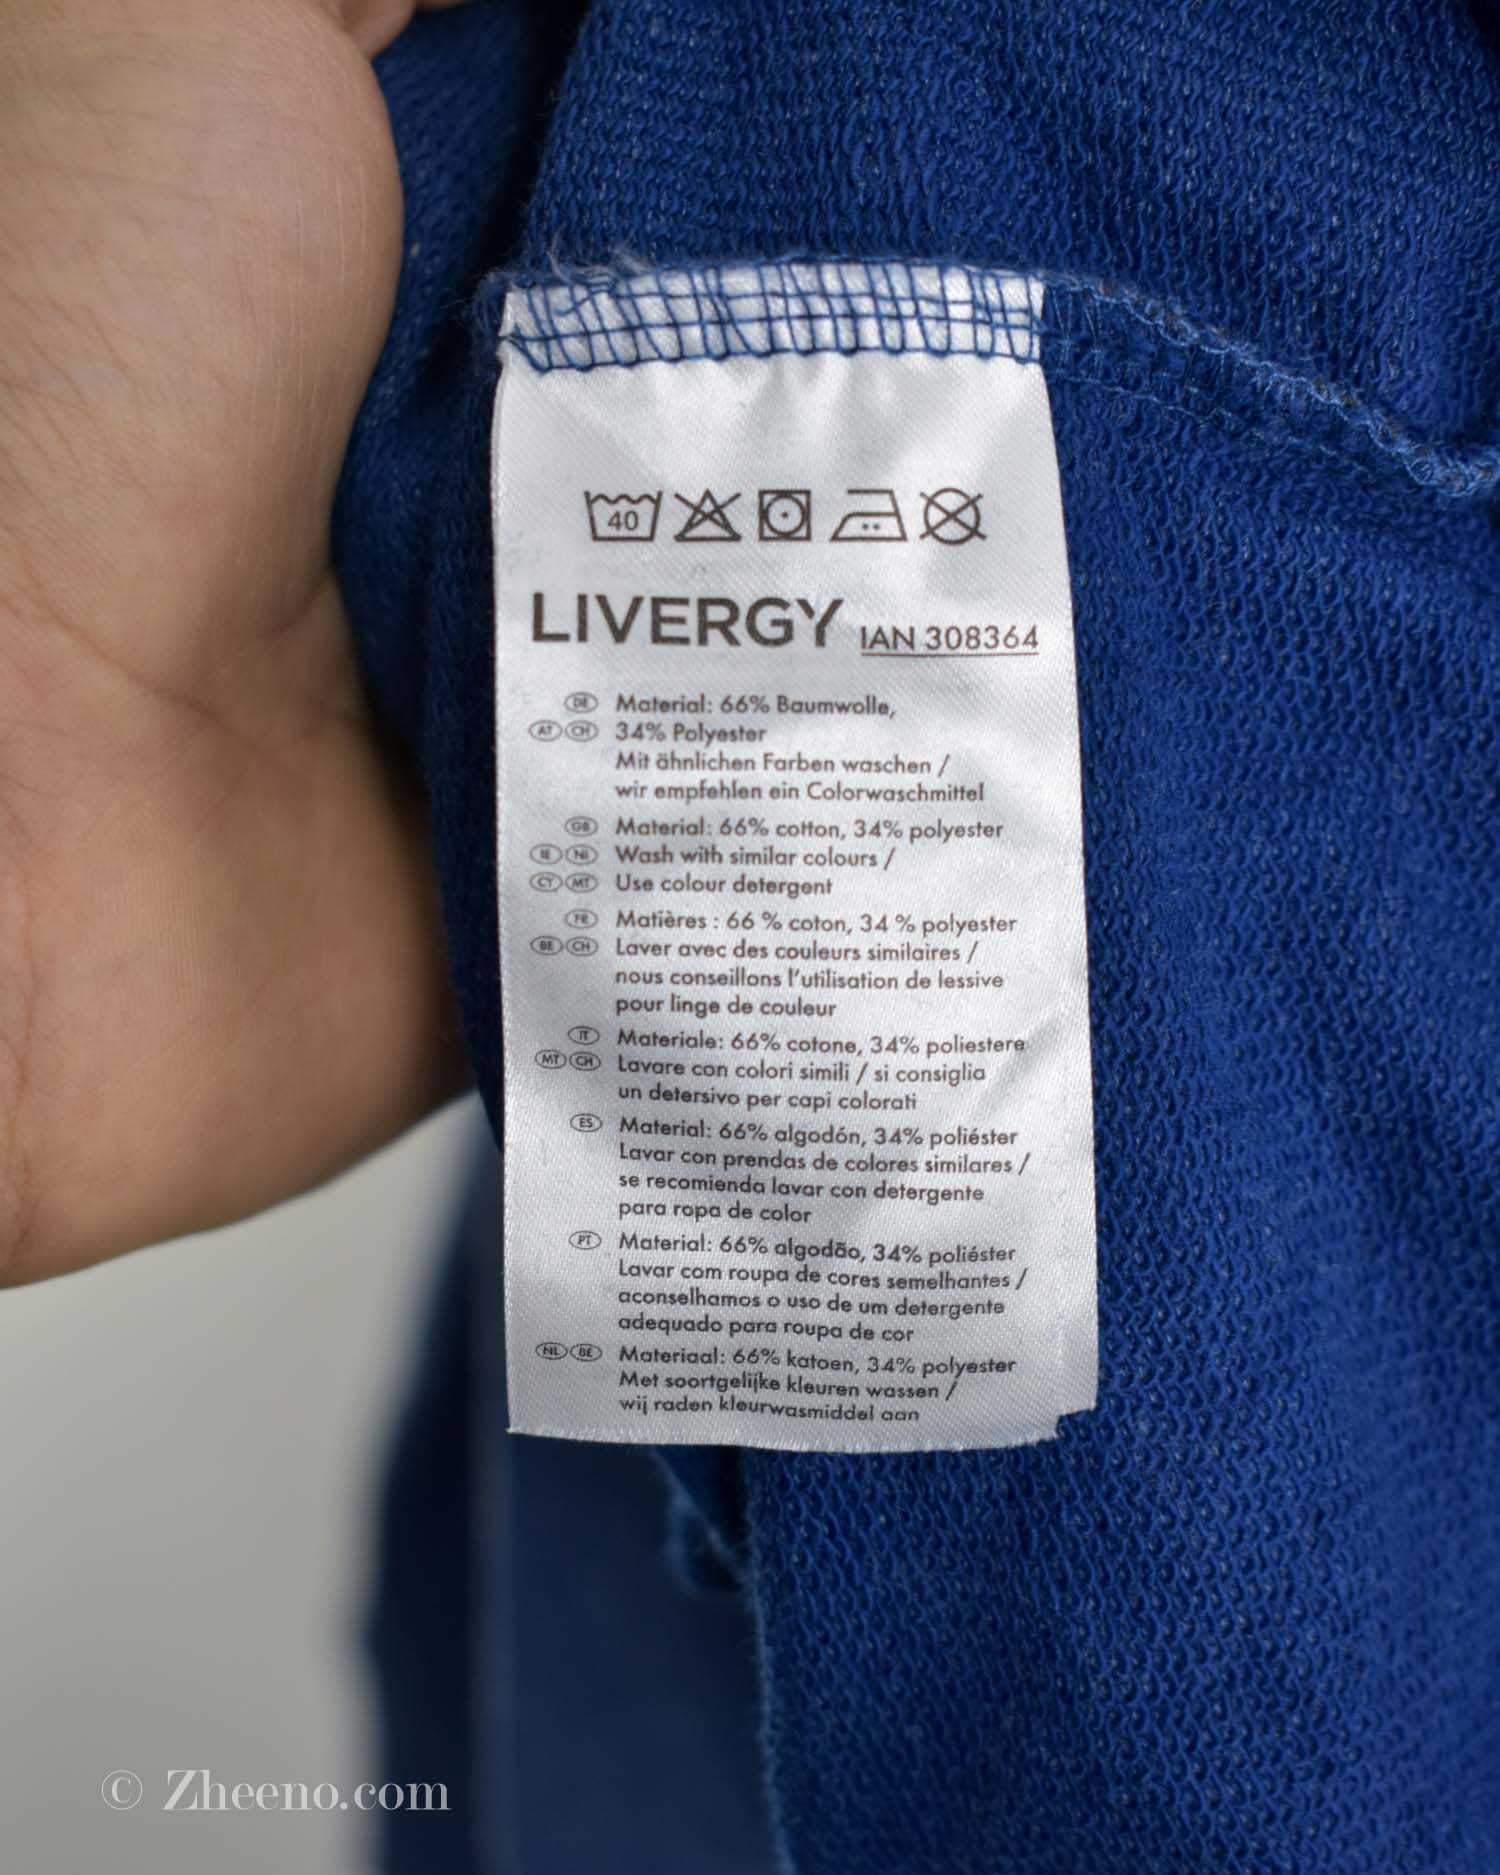 40
LIVERGY IAN 308364
DE Material: 66% Baumwolle,
AT CH 34% Polyester
Mit ähnlichen Farben waschen /
wir empfehlen ein Colorwaschmittel
GB Material: 66% cotton, 34% polyester
IE NI Wash with similar colours /
CY MT Use colour detergent
FR Matières : 66 % coton, 34 % polyester
BE CH Laver avec des couleurs similaires /
nous conseillons l'utilisation de lessive
pour linge de couleur
IT Materiale: 66% cotone, 34% poliestere
MT CH Lavare con colori simili / si consiglia
un detersivo per capi colorati
ES Material: 66% algodón, 34% poliéster
Lavar con prendas de colores similares /
se recomienda lavar con detergente
para ropa de color
PT Material: 66% algodão, 34% poliéster
Lavar com roupa de cores semelhantes /
aconselhamos o uso de um detergente
adequado para roupa de cor
NL BE Materiaal: 66% katoen, 34% polyester
Met soortgelijke kleuren wassen /
wij raden kleurwasmiddel aan
© Zheeno.com